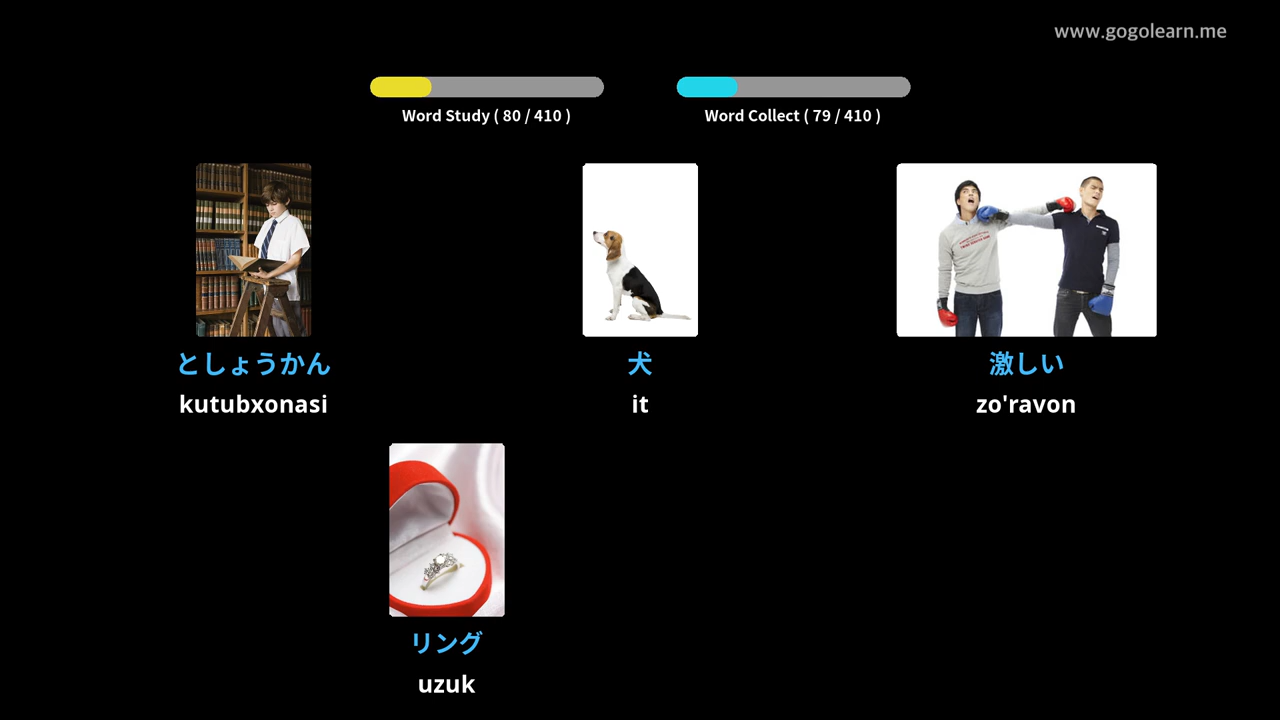 www.gogolearn.me
Word Study ( 80 / 410 )
Word Collect ( 79 / 410 )
としょうかん
kutubxonasi
犬
it
激しい
zo'ravon
リング
uzuk